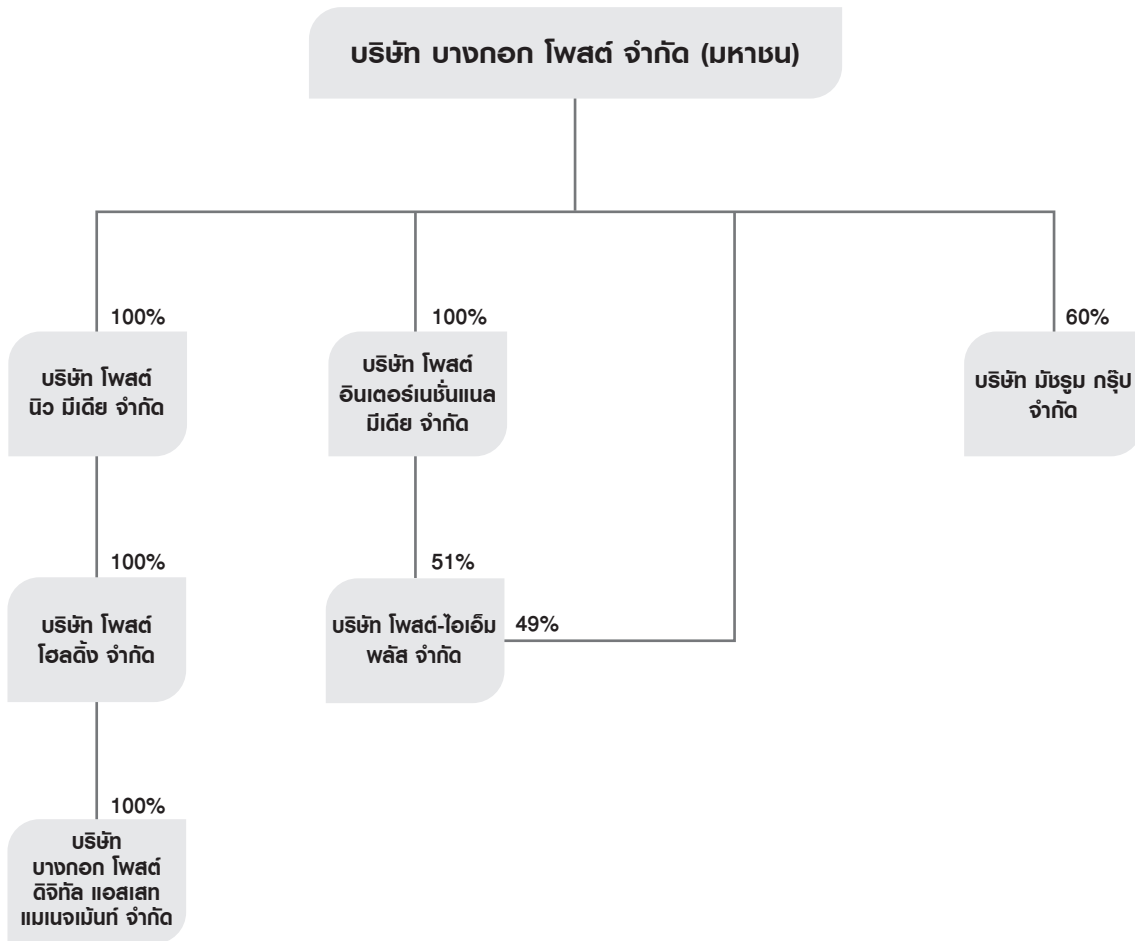 บริษัท บางกอก โพสต์ จำกัด (มหาชน)
100%
100%
60%
บริษัท โพสต์
นิว มีเดีย จำกัด
บริษัท โพสต์
อินเตอร์เนชั่นแนล
มีเดีย จำกัด
บริษัท มัชรูม กรุ๊ป
จำกัด
100%
51%
บริษัท โพสต์
โฮลดิ้ง จำกัด
บริษัท โพสต์-ไอเอ็ม
พลัส จำกัด
49%
100%
บริษัท
บางกอก โพสต์
ดิจิทัล แอสเสท
แมเนจเม้นท์ จำกัด